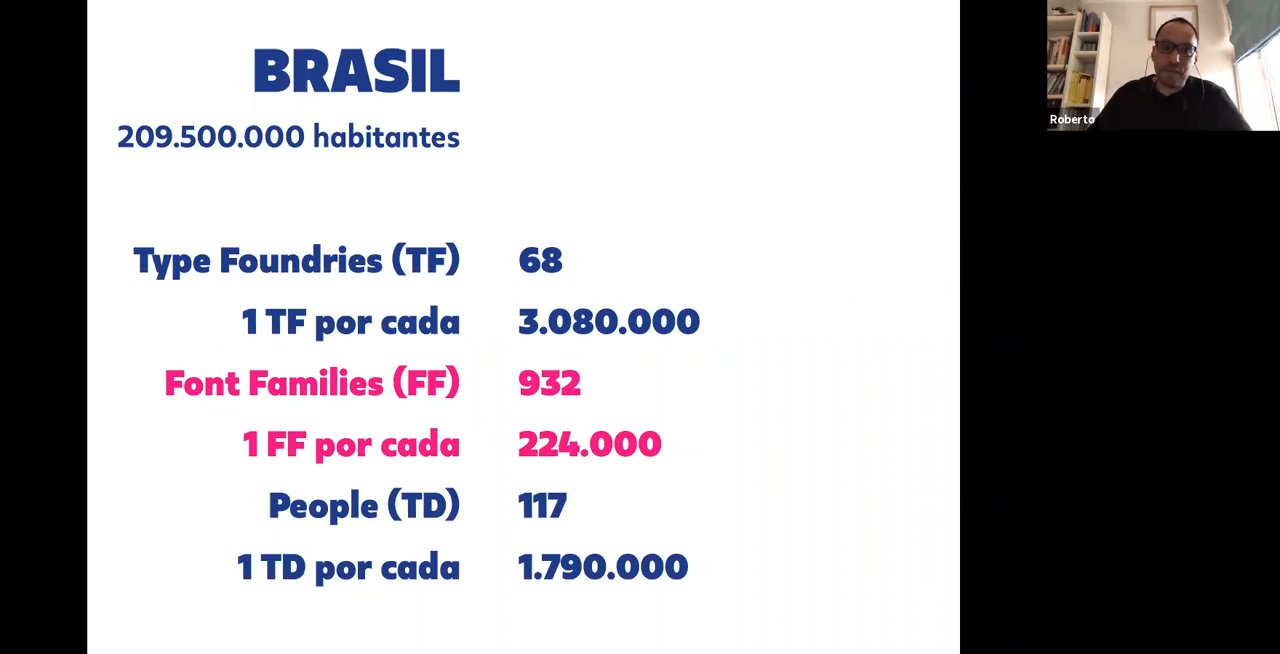 BRASIL
209.500.000 habitantes
Type Foundries (TF) 68
1 TF por cada 3.080.000
Font Families (FF) 932
1 FF por cada 224.000
People (TD) 117
1 TD por cada 1.790.000
Roberto